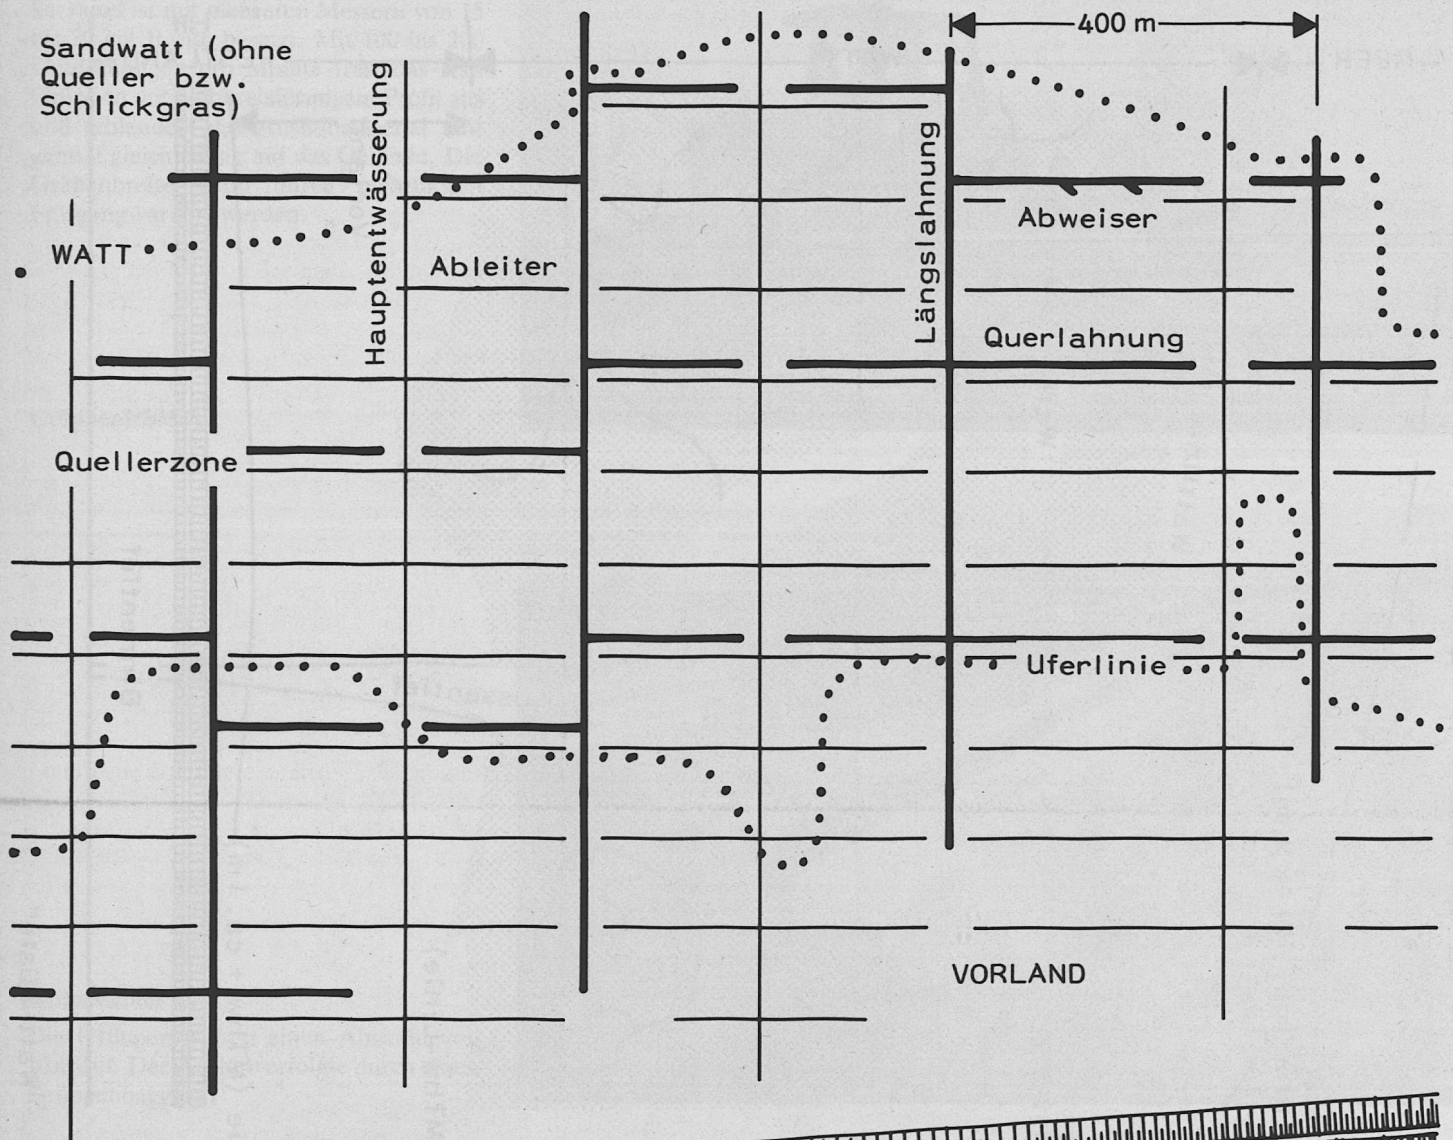 Sandwatt (ohne
Queller bzw.
Schlickgras)
400 m
Hauptentwässerung
Längslahnung
WATT
Ableiter
Abweiser
Querlahnung
Quellerzone
Uferlinie
VORLAND